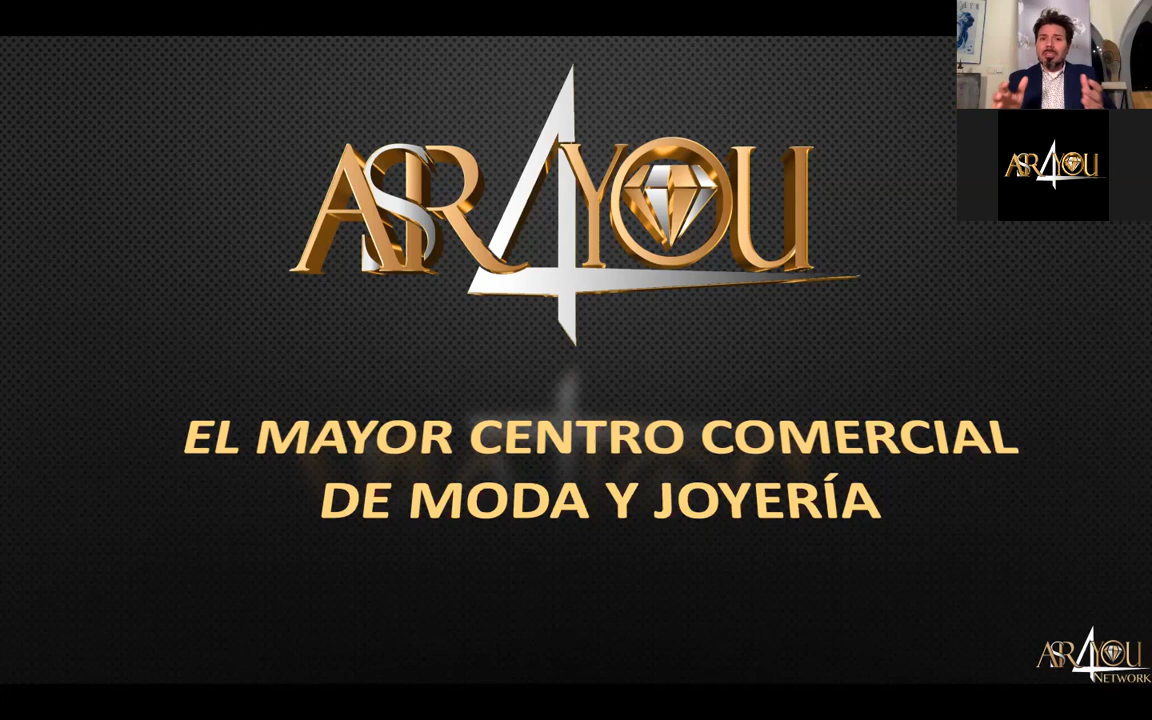 ASR4YOU
ASR4YOU
EL MAYOR CENTRO COMERCIAL
DE MODA Y JOYERÍA
ASR4YOU
NETWORK